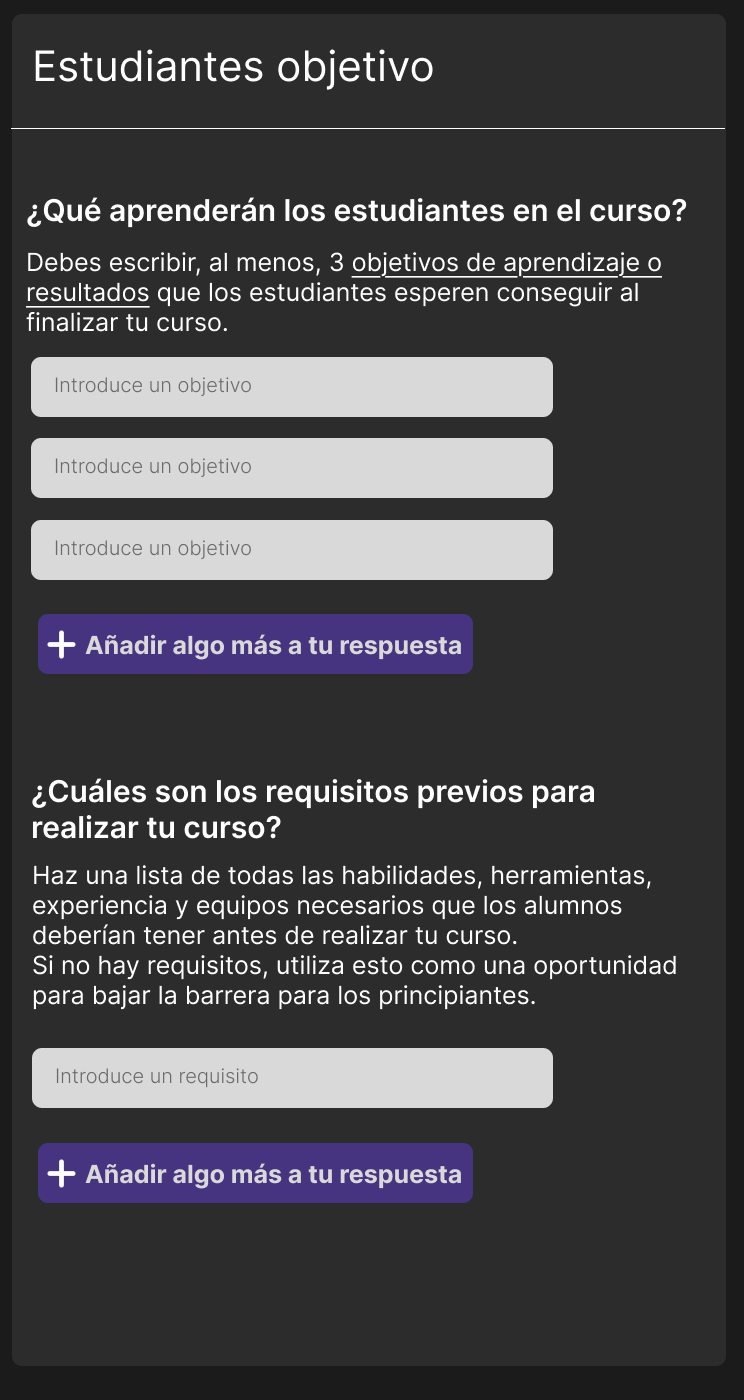 Estudiantes objetivo
¿Qué aprenderán los estudiantes en el curso?
Debes escribir, al menos, 3 objetivos de aprendizaje o
resultados que los estudiantes esperen conseguir al
finalizar tu curso.
Introduce un objetivo
Introduce un objetivo
Introduce un objetivo
Añadir algo más a tu respuesta
¿Cuáles son los requisitos previos para
realizar tu curso?
Haz una lista de todas las habilidades, herramientas,
experiencia y equipos necesarios que los alumnos
deberían tener antes de realizar tu curso.
Si no hay requisitos, utiliza esto como una oportunidad
para bajar la barrera para los principiantes.
Introduce un requisito
Añadir algo más a tu respuesta